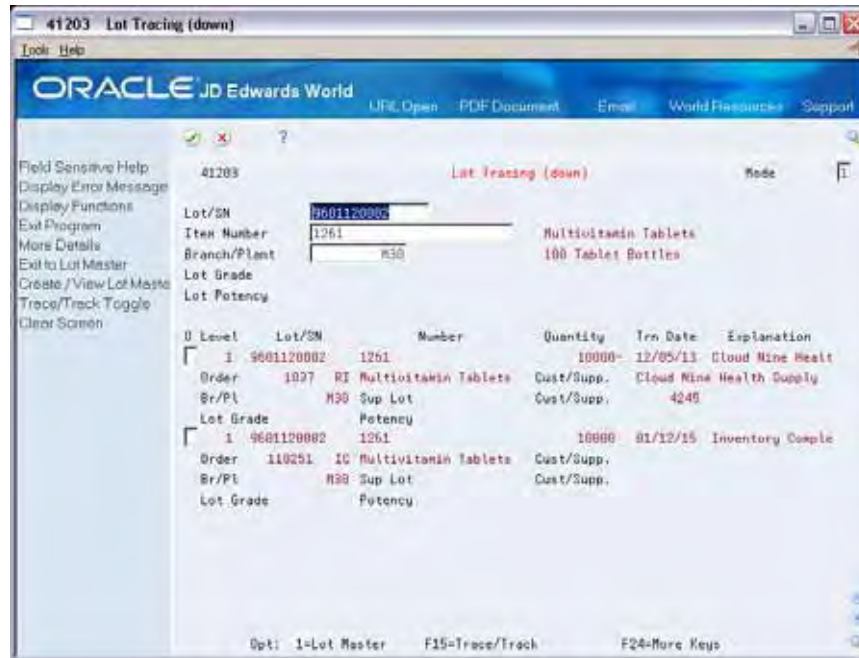 41203 Lot Tracing (down)
Tools Help
ORACLE JD Edwards World
URL Open PDF Document Email World Resources Support
?
Field Sensitive Help
Display Error Message
Display Functions
Exit Program
More Details
Exit to Lot Master
Create / View Lot Maste
Trace/Track Toggle
Clear Screen
41203 Lot Tracing (down) Mode I
Lot/SN 9601120002
Item Number 1261 Multivitamin Tablets
Branch/Plant M30 100 Tablet Bottles
Lot Grade
Lot Potency
O Level Lot/SN Number Quantity Trn Date Explanation
1 9601120002 1261 10000- 12/05/13 Cloud Nine Healt
Order 1037 RI Multivitamin Tablets Cust/Supp. Cloud Nine Health Supply
Br/Pl M30 Sup Lot Cust/Supp. 4245
Lot Grade Potency
1 9601120002 1261 10000 01/12/15 Inventory Comple
Order 110251 IC Multivitamin Tablets Cust/Supp.
Br/Pl M30 Sup Lot Cust/Supp.
Lot Grade Potency
Opt: 1=Lot Master F15=Trace/Track F24=More Keys